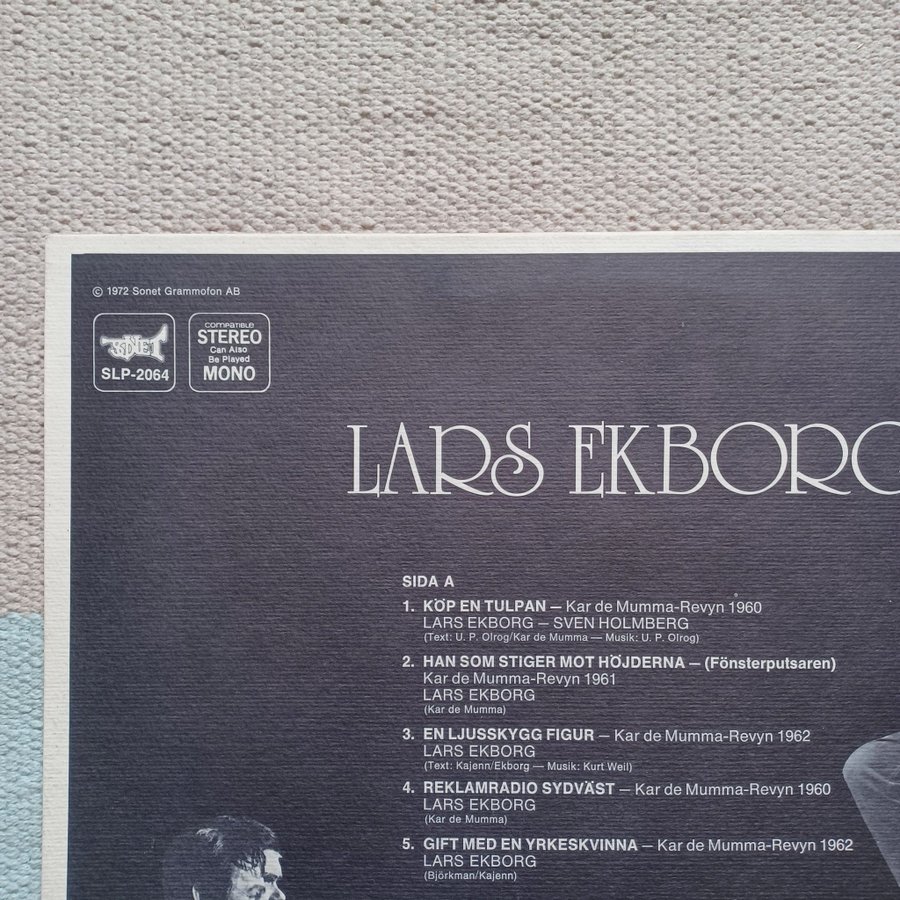 © 1972 Sonet Grammofon AB
SONET
SLP-2064
COMPATIBLE
STEREO
Can Also
Be Played
MONO
LARS EKBORG
SIDA A
1. KÖP EN TULPAN — Kar de Mumma-Revyn 1960
LARS EKBORG — SVEN HOLMBERG
(Text: U. P. Olrog/Kar de Mumma — Musik: U. P. Olrog)
2. HAN SOM STIGER MOT HÖJDERNA — (Fönsterputsaren)
Kar de Mumma-Revyn 1961
LARS EKBORG
(Kar de Mumma)
3. EN LJUSSKYGG FIGUR — Kar de Mumma-Revyn 1962
LARS EKBORG
(Text: Kajenn/Ekborg — Musik: Kurt Weil)
4. REKLAMRADIO SYDVÄST — Kar de Mumma-Revyn 1960
LARS EKBORG
(Kar de Mumma)
5. GIFT MED EN YRKESKVINNA — Kar de Mumma-Revyn 1962
LARS EKBORG
(Björkman/Kajenn)